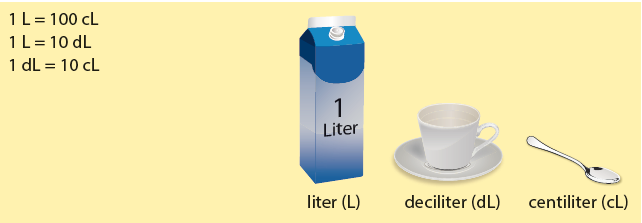 1 L = 100 cL
1 L = 10 dL
1 dL = 10 cL
1
Liter
liter (L)
deciliter (dL)
centiliter (cL)